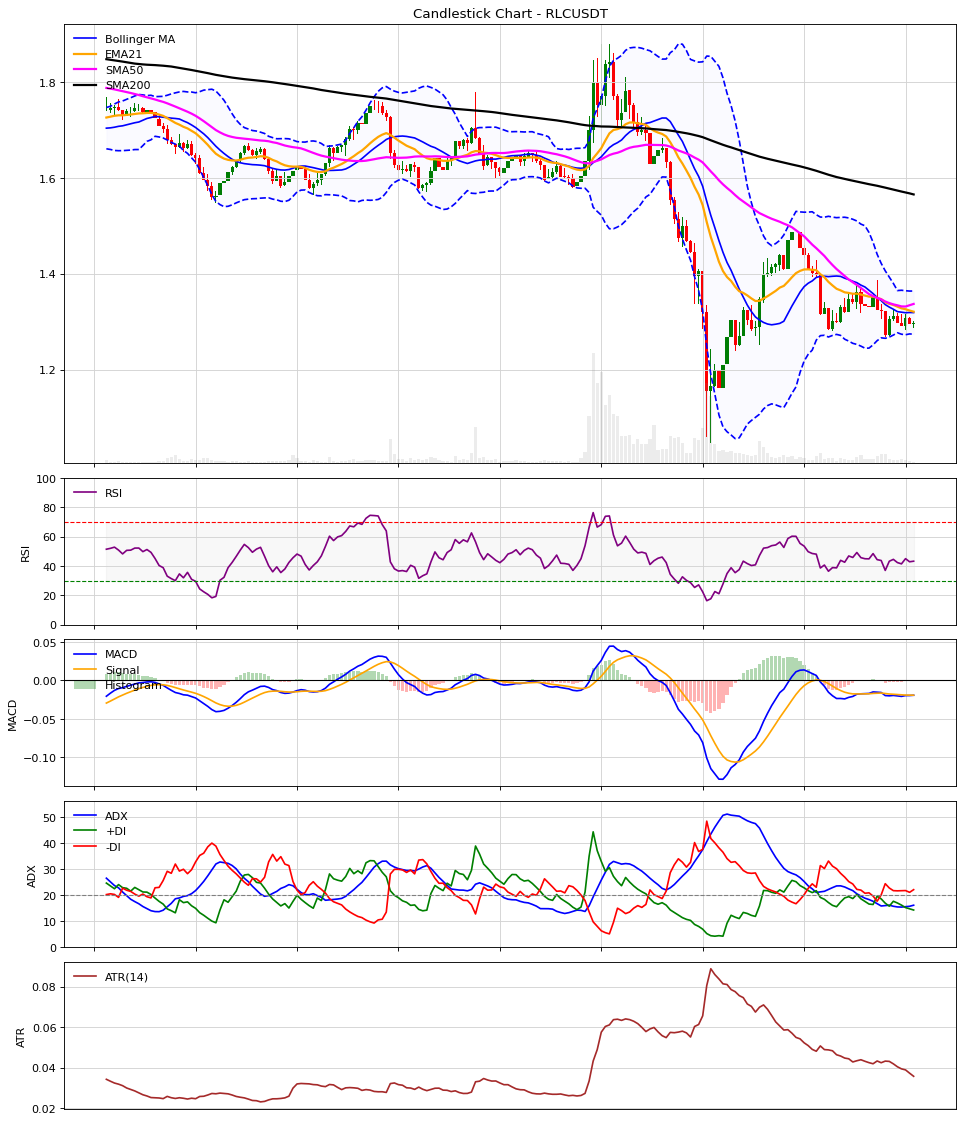 Candlestick Chart - RLCUSDT
Bollinger MA
EMA21
SMA50
SMA200
1.8
1.6
1.4
1.2
RSI
100
80
60
40
20
0
RSI
MACD
Signal
Histogram
0.05
0.00
−0.05
−0.10
MACD
ADX
+DI
-DI
50
40
30
20
10
0
ADX
ATR(14)
0.08
0.06
0.04
0.02
ATR